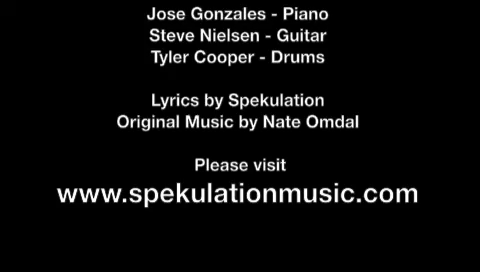 Jose Gonzales - Piano
Steve Nielsen - Guitar
Tyler Cooper - Drums
Lyrics by Spekulation
Original Music by Nate Omdal
Please visit
www.spekulationmusic.com